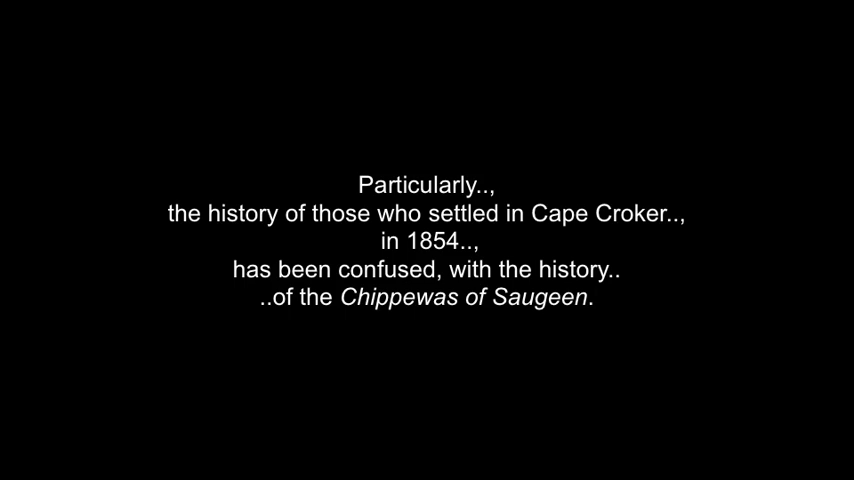 Particularly..,
the history of those who settled in Cape Croker..,
in 1854..,
has been confused, with the history..
..of the Chippewas of Saugeen.